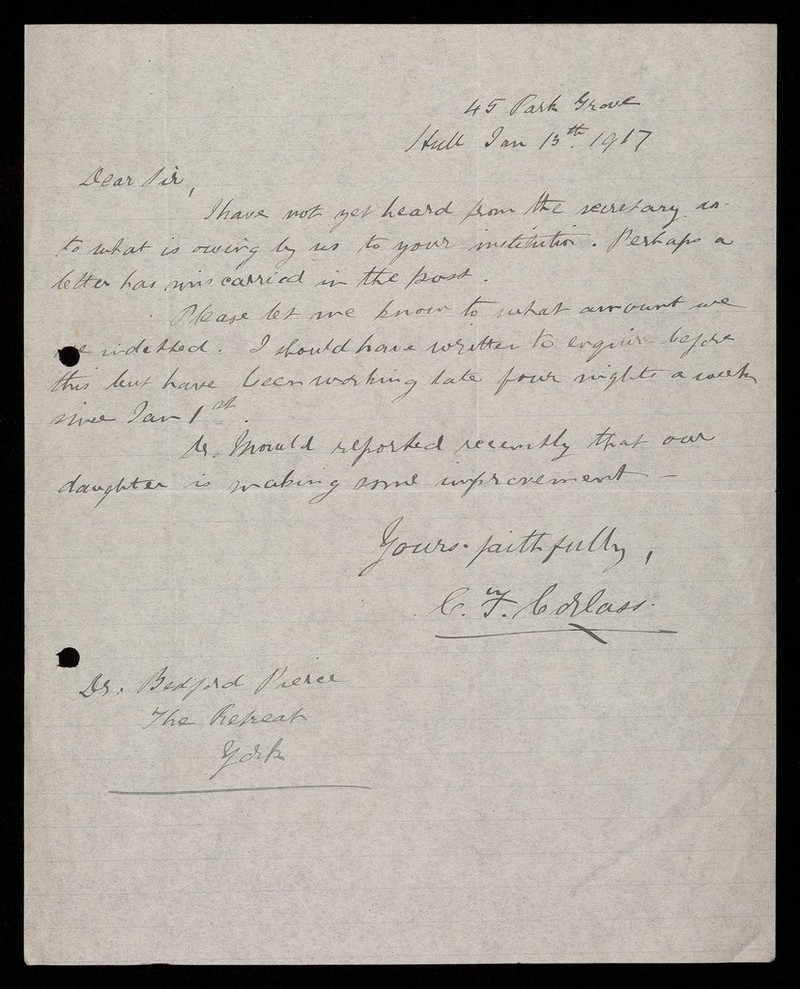 45 Park Grove
Hull Jan 13th 1917
Dear Sir,
I have not yet heard from the secretary as
to what is owing by us to your institution. Perhaps a
letter has miscarried in the post.
Please let me know to what amount we
are indebted. I should have written to enquire before
this but have been working late four nights a week
since Jan 1st.
Dr. Mould reported recently that our
daughter is making some improvement —
Yours faithfully,
C. F. Corlass.
Dr. Bedford Pierce
The Retreat
York